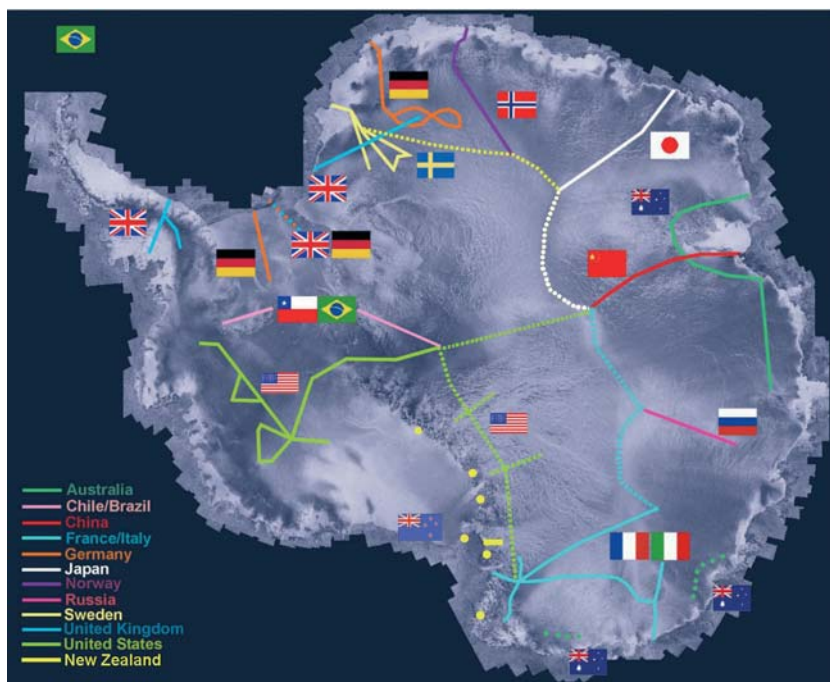 Australia
Chile/Brazil
China
France/Italy
Germany
Japan
Norway
Russia
Sweden
United Kingdom
United States
New Zealand